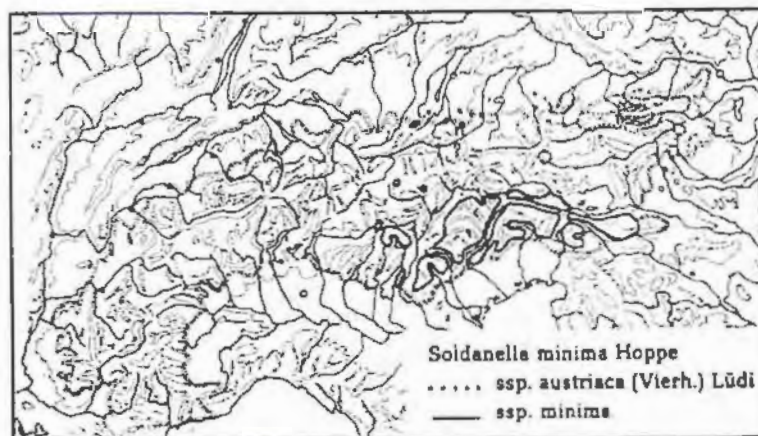 Soldanella minima Hoppe
..... ssp. austriaca (Vierh.) Lüdi
—— ssp. minima